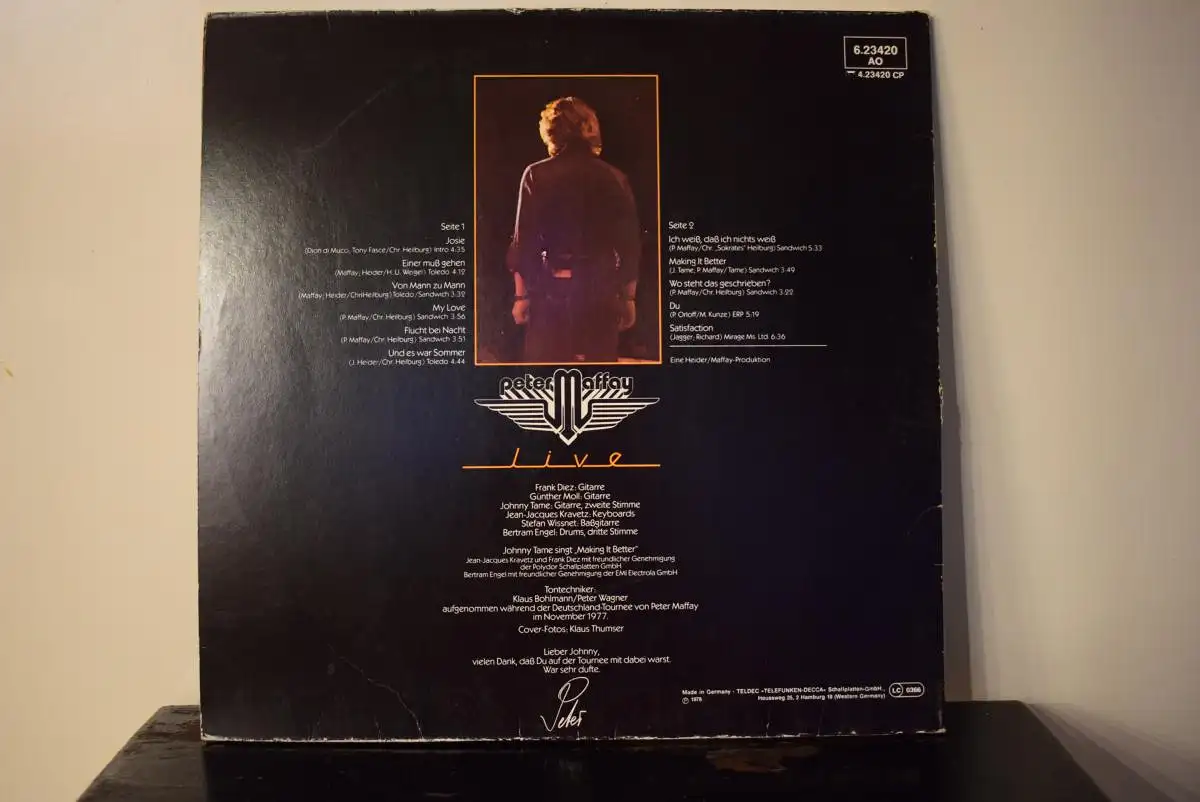 6.23420
AO
4.23420 CP
Seite 1
Josie
(Dion di Muco, Tony Fasce/Chr. Heilburg) Intro 4:35
Einer muß gehen
(Maffay, Heider/H.U. Weigel) Toledo 4:12
Von Mann zu Mann
(Maffay, Heider/ChriHeilburg) Toledo/Sandwich 3:32
My Love
(P. Maffay/Chr. Heilburg) Sandwich 3:56
Flucht bei Nacht
(P. Maffay/Chr. Heilburg) Sandwich 3:51
Und es war Sommer
(J. Heider/Chr. Heilburg) Toledo 4:44
Seite 2
Ich weiß, daß ich nichts weiß
(P. Maffay/Chr. „Sokrates" Heilburg) Sandwich 5:33
Making It Better
(J. Tame, P. Maffay/Tame) Sandwich 3:49
Wo steht das geschrieben?
(P. Maffay/Chr. Heilburg) Sandwich 3:22
Du
(P. Orloff/M. Kunze) ERP 5:19
Satisfaction
(Jagger, Richard) Mirage Ms. Ltd. 6:36
Eine Heider/Maffay-Produktion
peter Maffay
live
Frank Diez: Gitarre
Günther Moll: Gitarre
Johnny Tame: Gitarre, zweite Stimme
Jean-Jacques Kravetz: Keyboards
Stefan Wissnet: Baßgitarre
Bertram Engel: Drums, dritte Stimme
Johnny Tame singt „Making It Better"
Jean-Jacques Kravetz und Frank Diez mit freundlicher Genehmigung
der Polydor Schallplatten GmbH
Bertram Engel mit freundlicher Genehmigung der EMI Electrola GmbH
Tontechniker:
Klaus Bohlmann/Peter Wagner
aufgenommen während der Deutschland-Tournee von Peter Maffay
im November 1977.
Cover-Fotos: Klaus Thumser
Lieber Johnny,
vielen Dank, daß Du auf der Tournee mit dabei warst.
War sehr dufte.
Peter
Made in Germany · TELDEC »TELEFUNKEN-DECCA« Schallplatten-GmbH.,
Ⓟ 1978 Heussweg 25, 2 Hamburg 19 (Western Germany)
LC 0366